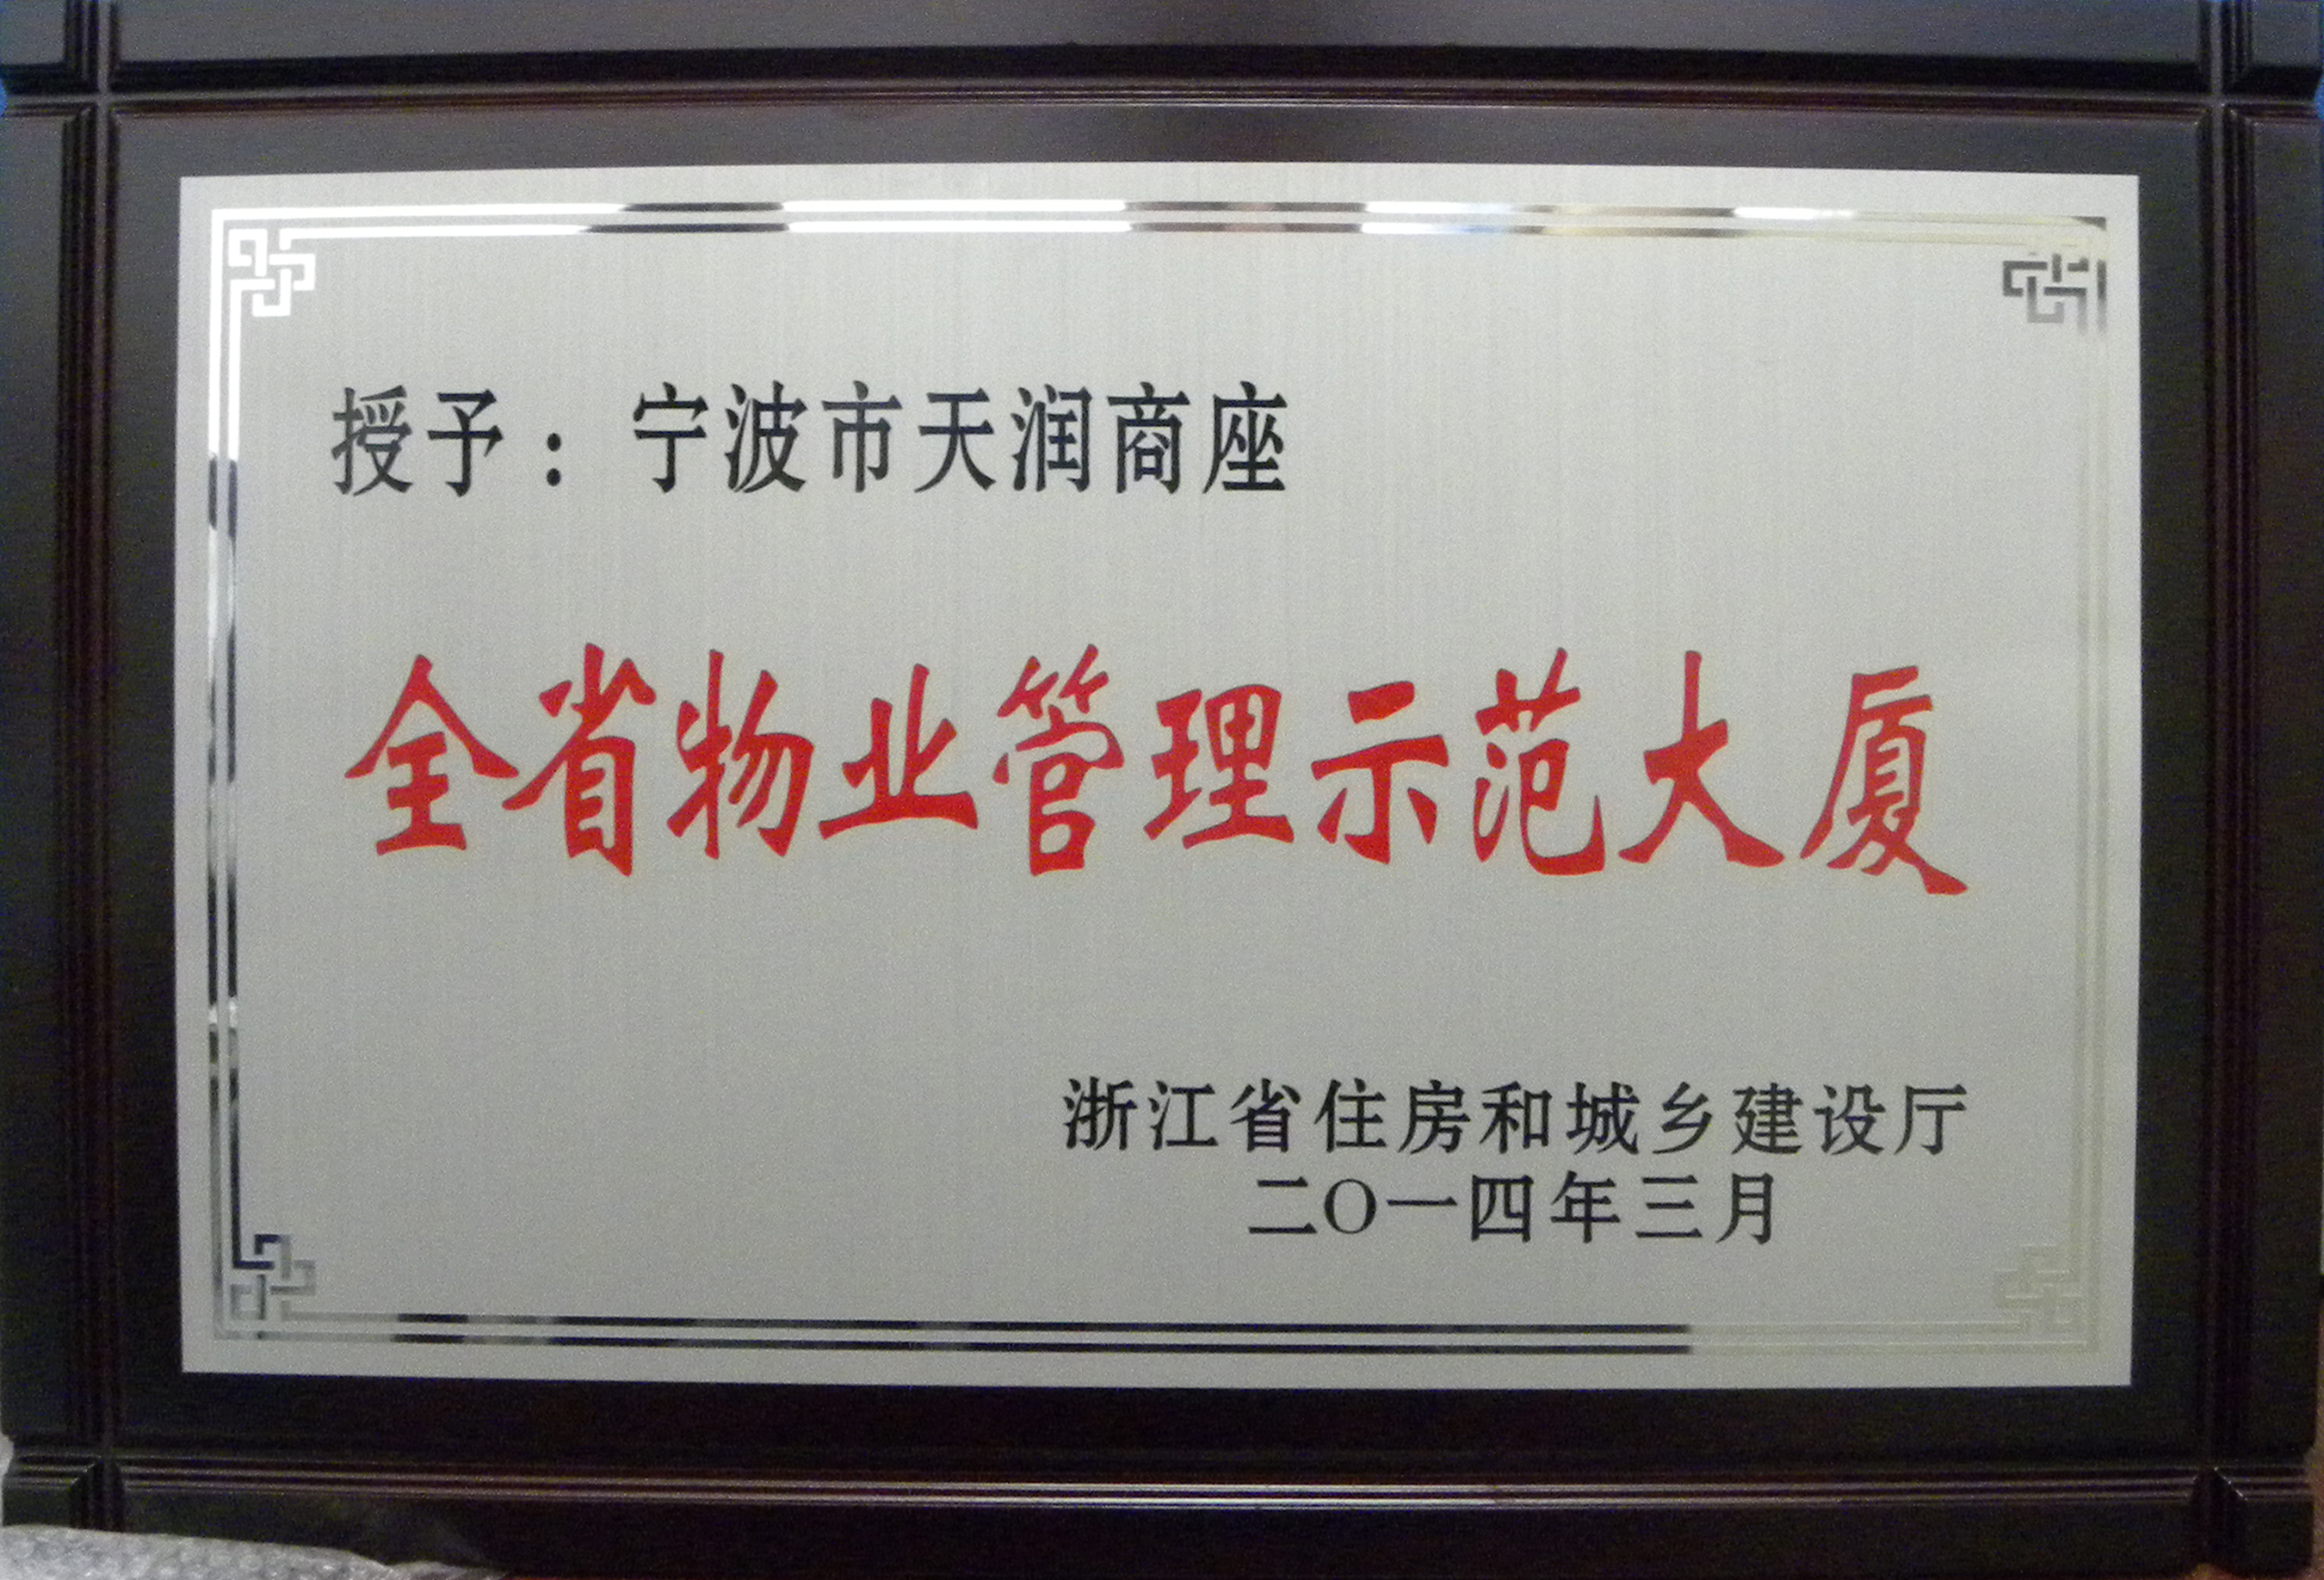 授予：宁波市天润商座
全省物业管理示范大厦
浙江省住房和城乡建设厅
二〇一四年三月